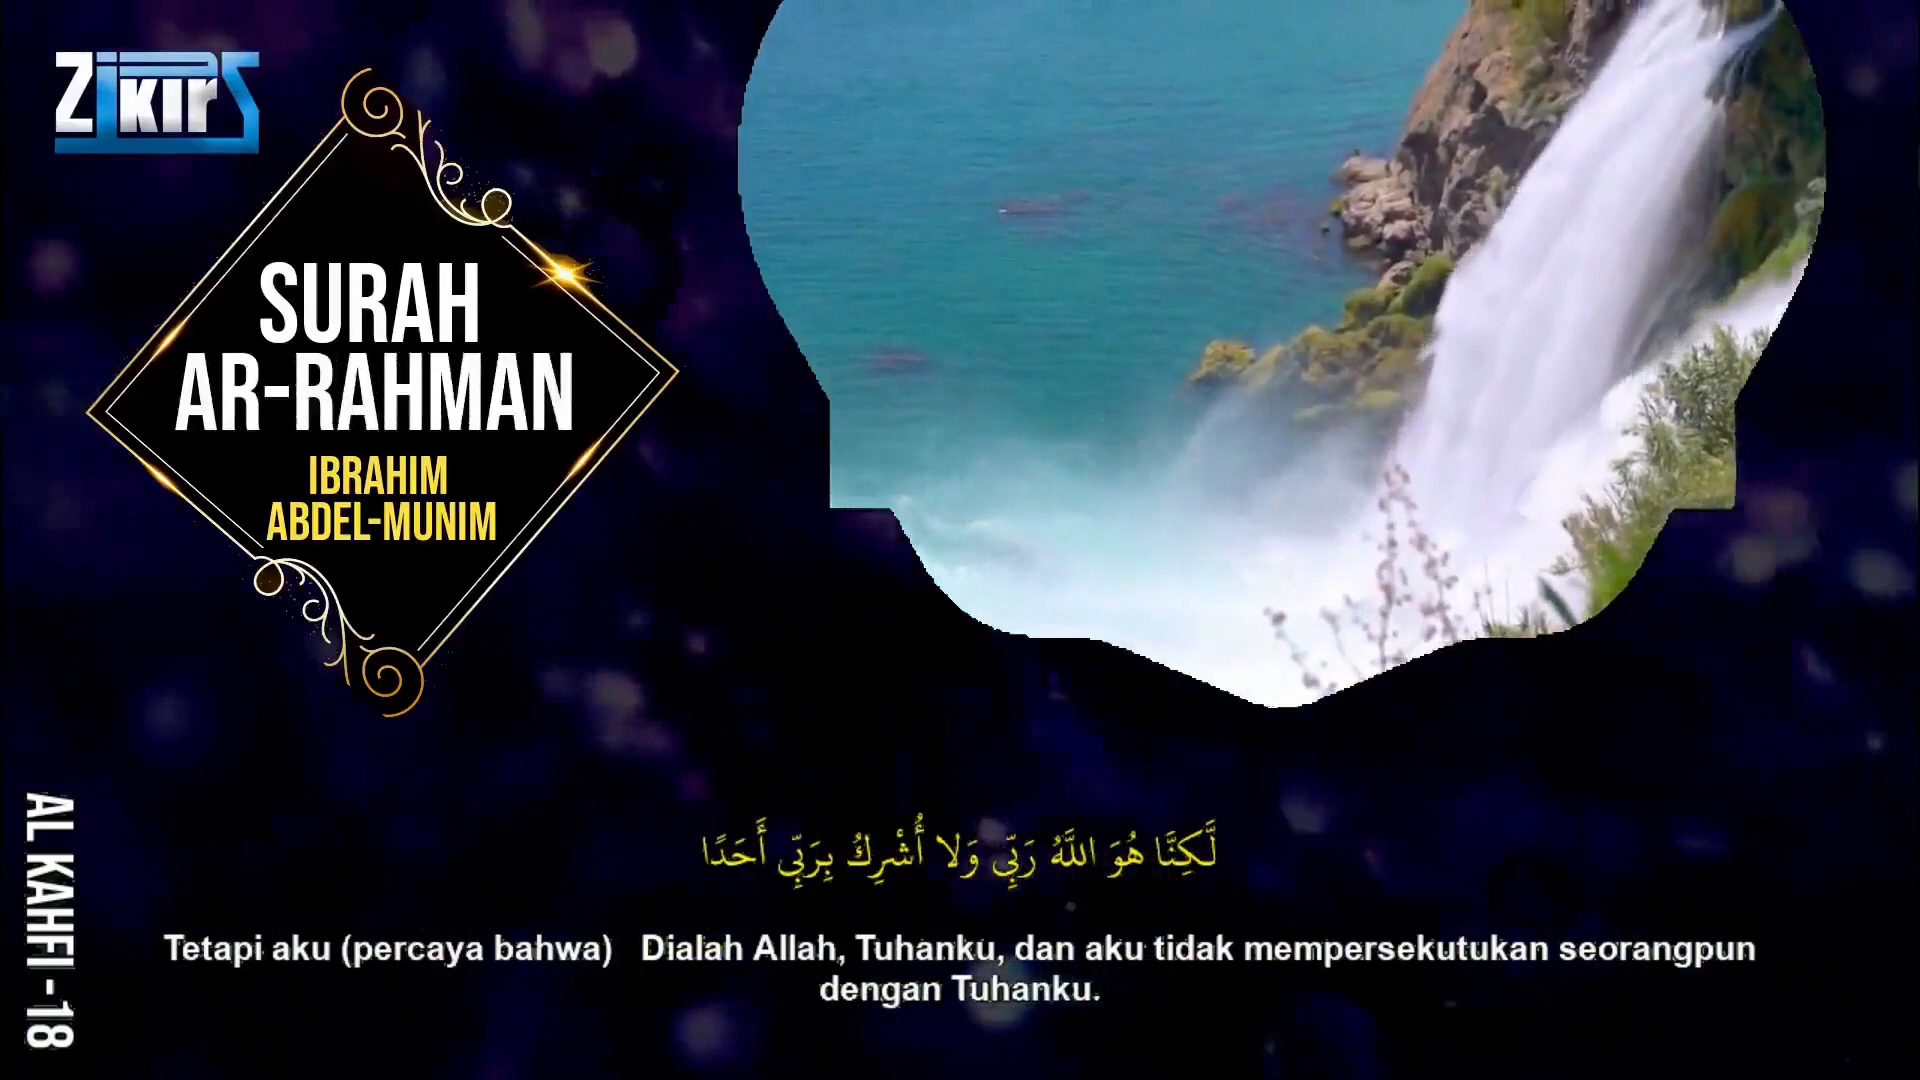 Zikir
SURAH
AR-RAHMAN
IBRAHIM
ABDEL-MUNIM
AL KAHFI - 18
لَّكِنَّا هُوَ اللَّهُ رَبِّي وَلا أُشْرِكُ بِرَبِّي أَحَدًا
Tetapi aku (percaya bahwa) Dialah Allah, Tuhanku, dan aku tidak mempersekutukan seorangpun
dengan Tuhanku.